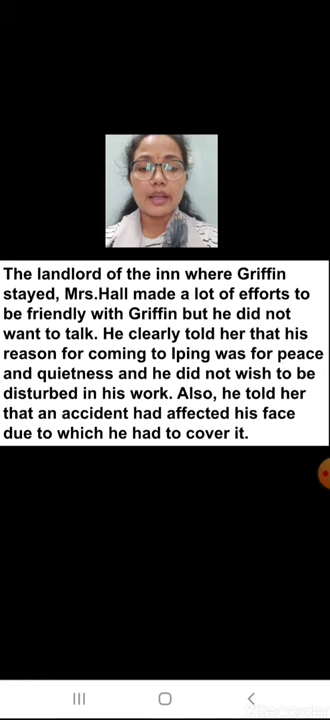 The landlord of the inn where Griffin
stayed, Mrs.Hall made a lot of efforts to
be friendly with Griffin but he did not
want to talk. He clearly told her that his
reason for coming to Iping was for peace
and quietness and he did not wish to be
disturbed in his work. Also, he told her
that an accident had affected his face
due to which he had to cover it.